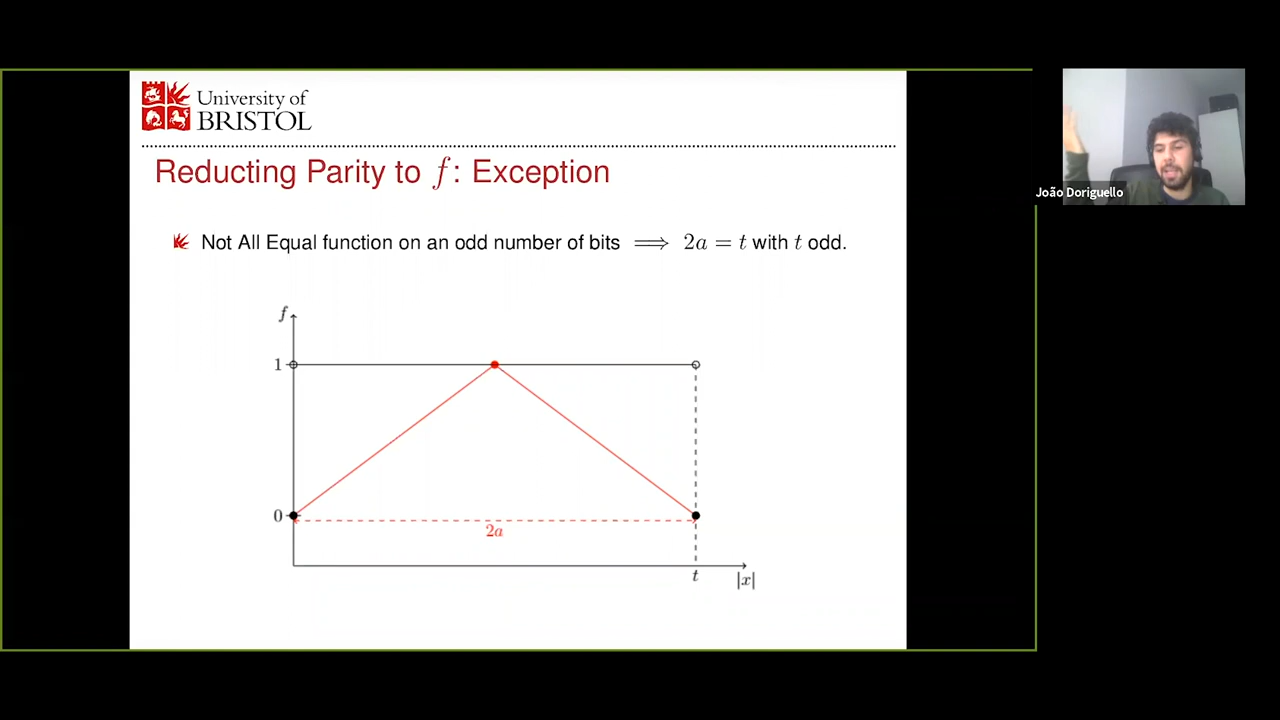 University of
BRISTOL
Reducting Parity to f: Exception
João Doriguello
Not All Equal function on an odd number of bits ⟹ 2a = t with t odd.
f
1
0
2a
t
|x|